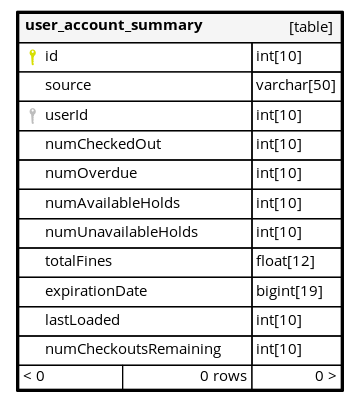 user_account_summary [table]
id int[10]
source varchar[50]
userId int[10]
numCheckedOut int[10]
numOverdue int[10]
numAvailableHolds int[10]
numUnavailableHolds int[10]
totalFines float[12]
expirationDate bigint[19]
lastLoaded int[10]
numCheckoutsRemaining int[10]
< 0 0 rows 0 >